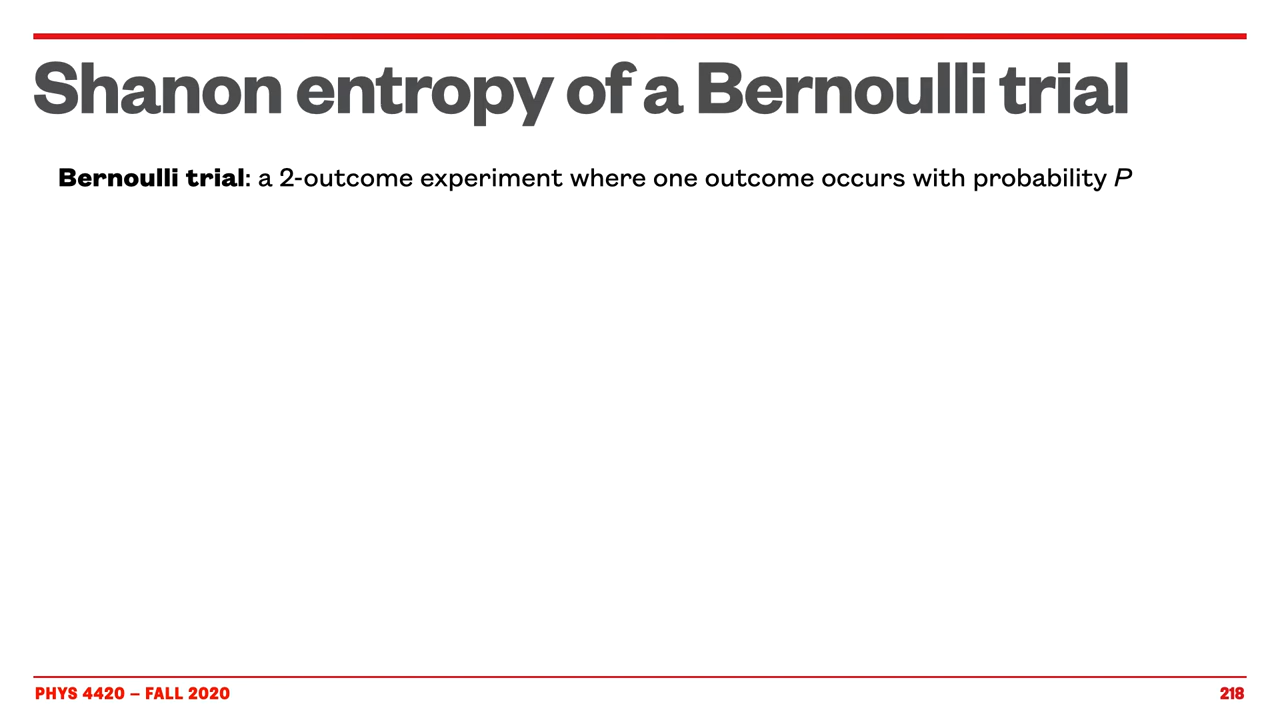 Shanon entropy of a Bernoulli trial
Bernoulli trial: a 2-outcome experiment where one outcome occurs with probability P
PHYS 4420 – FALL 2020
218